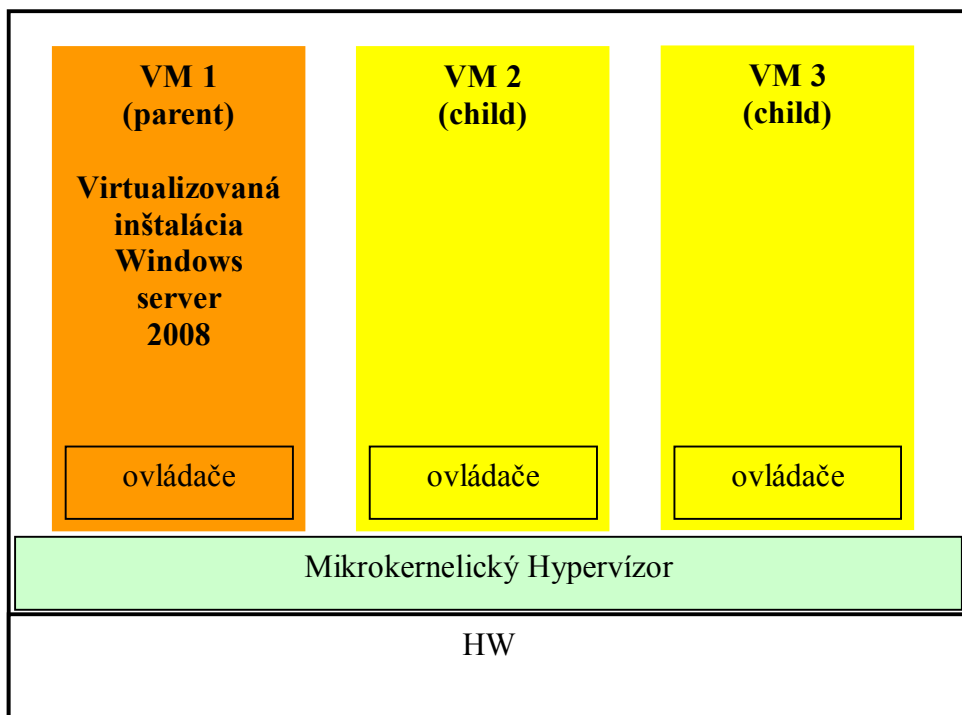 VM 1
(parent)
Virtualizovaná
inštalácia
Windows
server
2008
ovládače
VM 2
(child)
ovládače
VM 3
(child)
ovládače
Mikrokernelický Hypervízor
HW